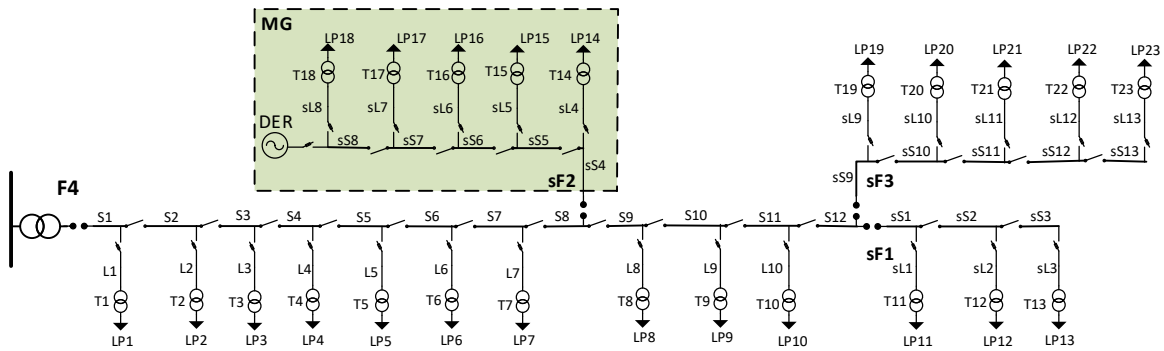 MG
LP18 LP17 LP16 LP15 LP14
T18 T17 T16 T15 T14
sL8 sL7 sL6 sL5 sL4
DER
sS8 sS7 sS6 sS5 sS4
sF2
LP19 LP20 LP21 LP22 LP23
T19 T20 T21 T22 T23
sL9 sL10 sL11 sL12 sL13
sS10 sS11 sS12 sS13
sS9 sF3
F4
S1 S2 S3 S4 S5 S6 S7 S8 S9 S10 S11 S12 sS1 sS2 sS3
sF1
L1 L2 L3 L4 L5 L6 L7 L8 L9 L10 sL1 sL2 sL3
T1 T2 T3 T4 T5 T6 T7 T8 T9 T10 T11 T12 T13
LP1 LP2 LP3 LP4 LP5 LP6 LP7 LP8 LP9 LP10 LP11 LP12 LP13